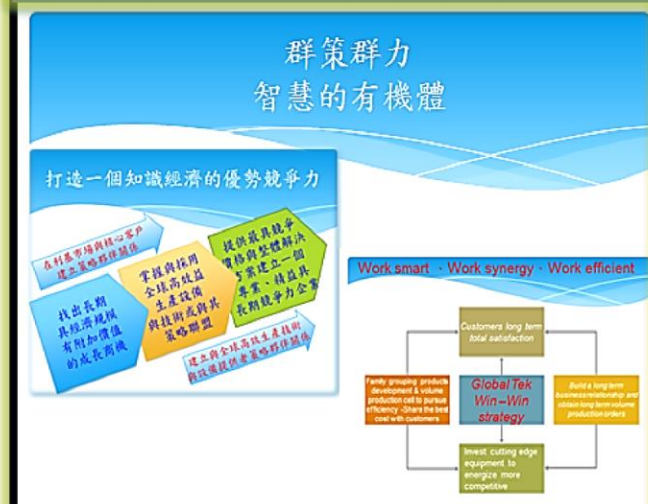 群策群力
智慧的有機體
打造一個知識經濟的優勢競爭力
在利基市場與核心客戶
建立策略夥伴關係
找出長期
具經濟規模
有附加價值
的成長商機
掌握與採用
全球高效益
生產設備
與技術或與其
策略聯盟
提供最具競爭
價格與整體解決
方案建立一個
專業、精益具
長期競爭力企業
建立與全球高效生產技術
與設備提供者策略夥伴關係
Work smart · Work synergy · Work efficient
Customers long term
total satisfaction
Family grouping products
development & volume
production cell to pursue
efficiency -Share the best
cost with customers
Global Tek
Win–Win
strategy
Build a long term
business relationship and
obtain long term volume
production orders
Invest cutting edge
equipment to
energize more
competitive